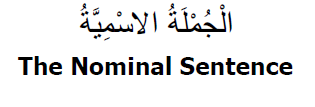 الْجُمْلَةُ الاسْمِيَّةُ
The Nominal Sentence